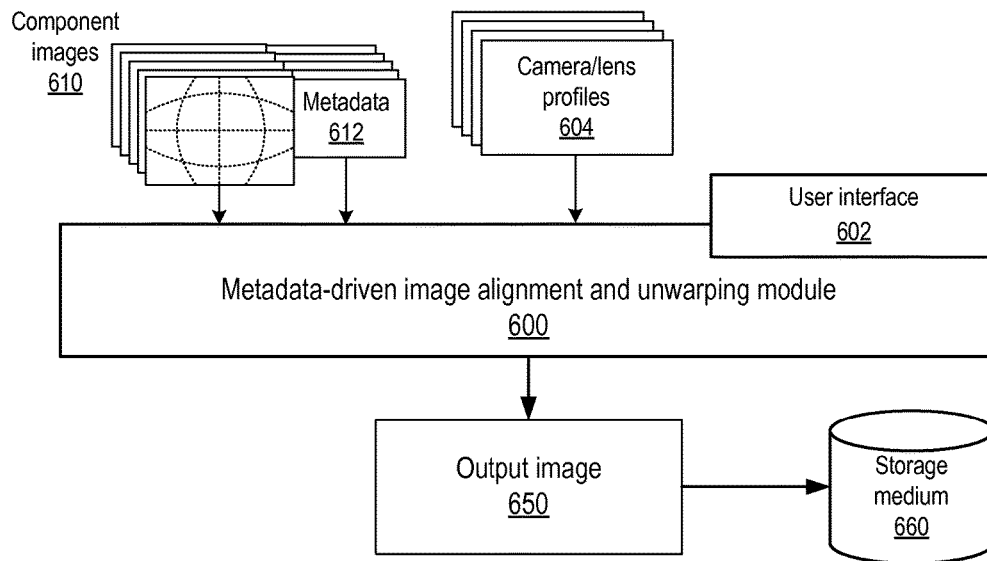 Component
images
610
Metadata
612
Camera/lens
profiles
604
User interface
602
Metadata-driven image alignment and unwarping module
600
Output image
650
Storage
medium
660